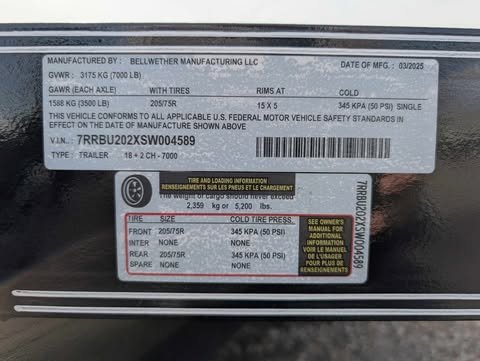 MANUFACTURED BY : BELLWETHER MANUFACTURING LLC DATE OF MFG. : 03/2025
GVWR : 3175 KG (7000 LB)
GAWR (EACH AXLE) WITH TIRES RIMS AT COLD
1588 KG (3500 LB) 205/75R 15 X 5 345 KPA (50 PSI) SINGLE
THIS VEHICLE CONFORMS TO ALL APPLICABLE U.S. FEDERAL MOTOR VEHICLE SAFETY STANDARDS
IN EFFECT ON THE DATE OF MANUFACTURE SHOWN ABOVE
V.I.N.: 7RRBU202XSW004589
TYPE : TRAILER 18 + 2 CH - 7000
TIRE AND LOADING INFORMATION
RENSEIGNEMENTS SUR LES PNEUS ET LE CHARGEMENT
The weight of cargo should never exceed
2,359 kg or 5,200 lbs.
TIRE SIZE COLD TIRE PRESS.
FRONT 205/75R 345 KPA (50 PSI)
INTER NONE NONE
REAR 205/75R 345 KPA (50 PSI)
SPARE NONE NONE
SEE OWNER'S
MANUAL FOR
ADDITIONAL
INFORMATION
VOIR LE MANUEL
DE L'USAGER
POUR PLUS DE
RENSEIGNEMENTS
7RRBU202XSW004589